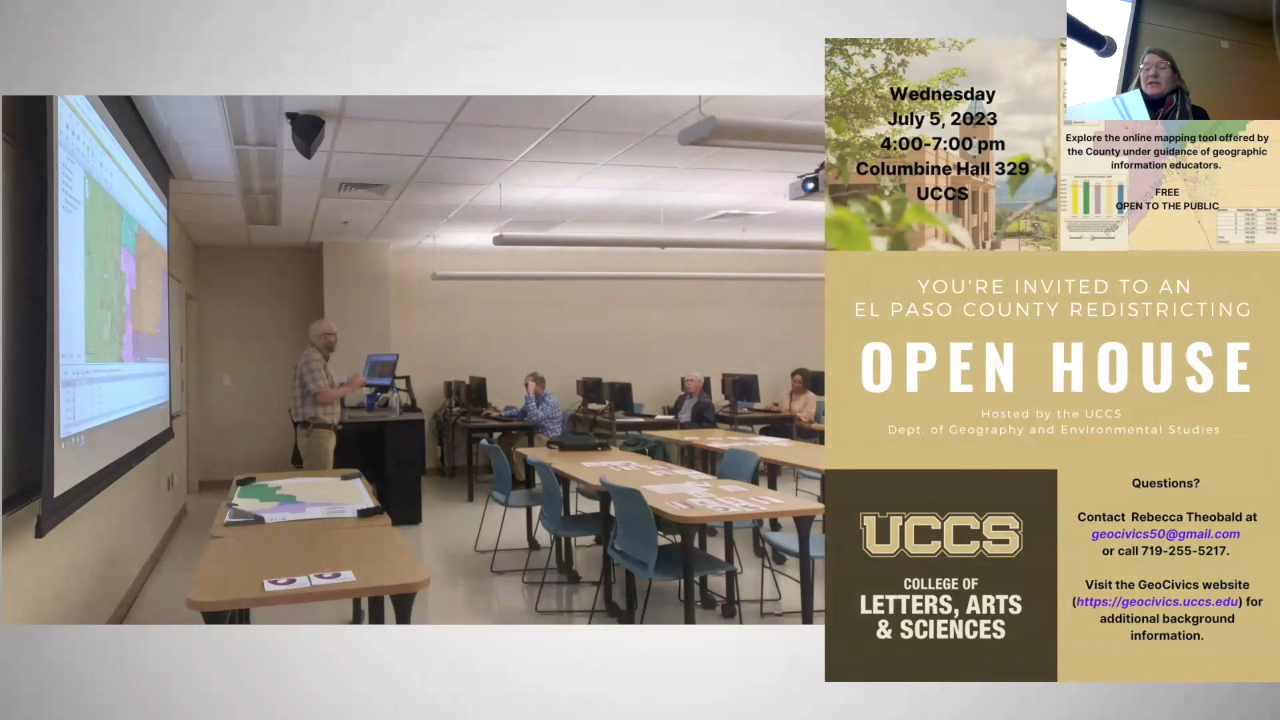 Wednesday
July 5, 2023
4:00-7:00 pm
Columbine Hall 329
UCCS
Explore the online mapping tool offered by
the County under guidance of geographic
information educators.
FREE
OPEN TO THE PUBLIC
YOU'RE INVITED TO AN
EL PASO COUNTY REDISTRICTING
OPEN HOUSE
Hosted by the UCCS
Dept. of Geography and Environmental Studies
UCCS
COLLEGE OF
LETTERS, ARTS
& SCIENCES
Questions?
Contact Rebecca Theobald at
geocivics50@gmail.com
or call 719-255-5217.
Visit the GeoCivics website
(https://geocivics.uccs.edu) for
additional background
information.